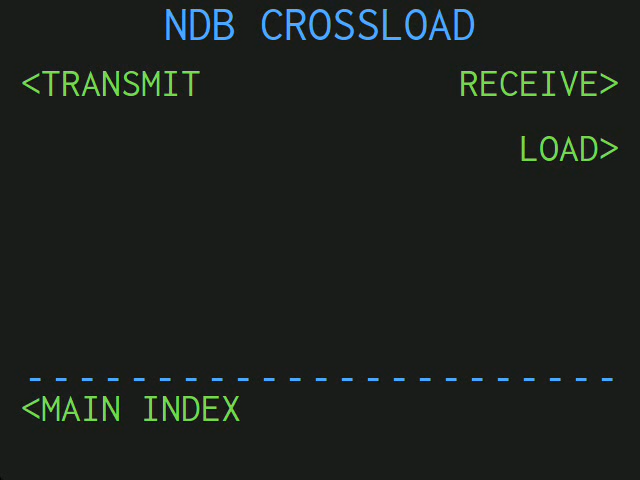 NDB CROSSLOAD
<TRANSMIT RECEIVE>
LOAD>
- - - - - - - - - - - - - - - - - - - - - - -
<MAIN INDEX